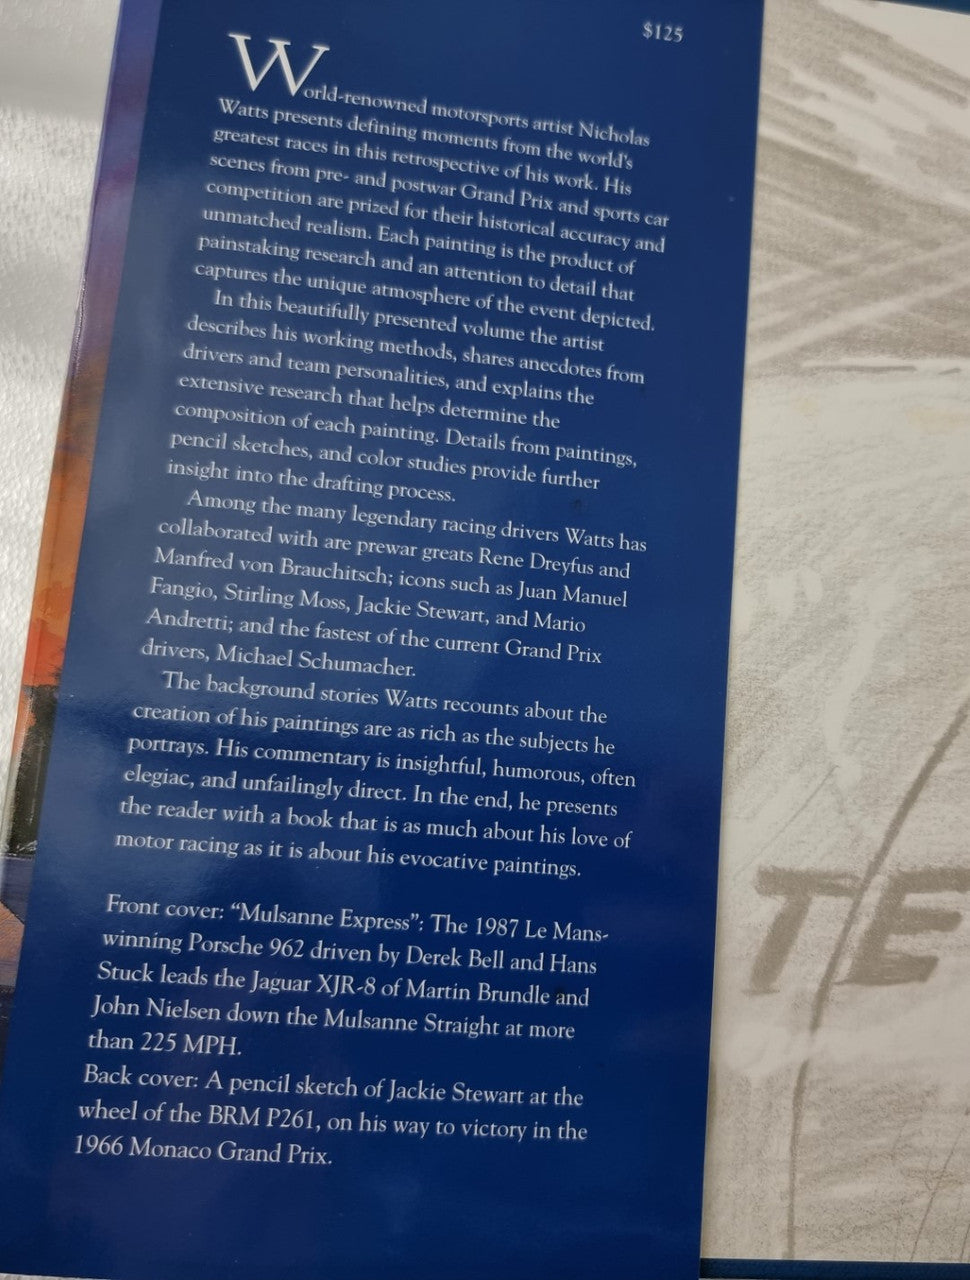 $125
World-renowned motorsports artist Nicholas
Watts presents defining moments from the world's
greatest races in this retrospective of his work. His
scenes from pre- and postwar Grand Prix and sports car
competition are prized for their historical accuracy and
unmatched realism. Each painting is the product of
painstaking research and an attention to detail that
captures the unique atmosphere of the event depicted.
In this beautifully presented volume the artist
describes his working methods, shares anecdotes from
drivers and team personalities, and explains the
extensive research that helps determine the
composition of each painting. Details from paintings,
pencil sketches, and color studies provide further
insight into the drafting process.
Among the many legendary racing drivers Watts has
collaborated with are prewar greats Rene Dreyfus and
Manfred von Brauchitsch; icons such as Juan Manuel
Fangio, Stirling Moss, Jackie Stewart, and Mario
Andretti; and the fastest of the current Grand Prix
drivers, Michael Schumacher.
The background stories Watts recounts about the
creation of his paintings are as rich as the subjects he
portrays. His commentary is insightful, humorous, often
elegiac, and unfailingly direct. In the end, he presents
the reader with a book that is as much about his love of
motor racing as it is about his evocative paintings.
Front cover: “Mulsanne Express”: The 1987 Le Mans-
winning Porsche 962 driven by Derek Bell and Hans
Stuck leads the Jaguar XJR-8 of Martin Brundle and
John Nielsen down the Mulsanne Straight at more
than 225 MPH.
Back cover: A pencil sketch of Jackie Stewart at the
wheel of the BRM P261, on his way to victory in the
1966 Monaco Grand Prix.
TE